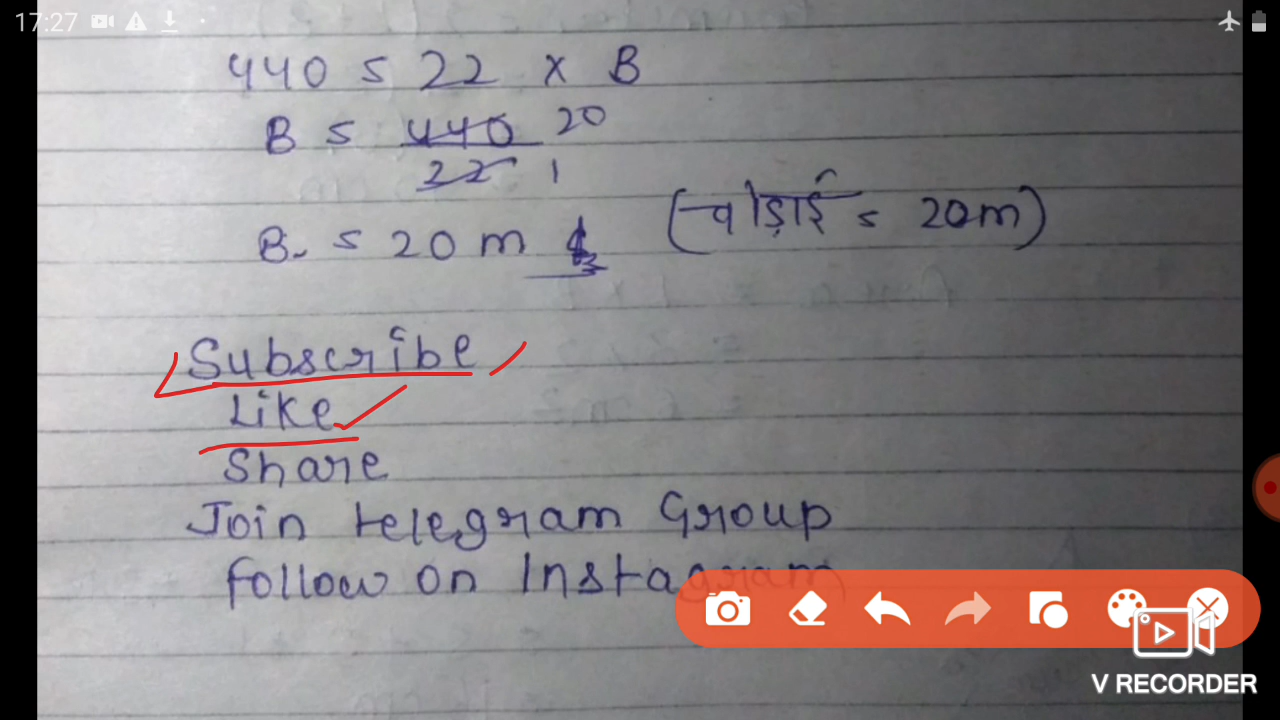 17:27
440 = 22 x B
B = 440 20
22 1
B = 20 m (चौड़ाई = 20m)
Subscribe
Like
Share
Join telegram Group
follow on Instagram
V RECORDER